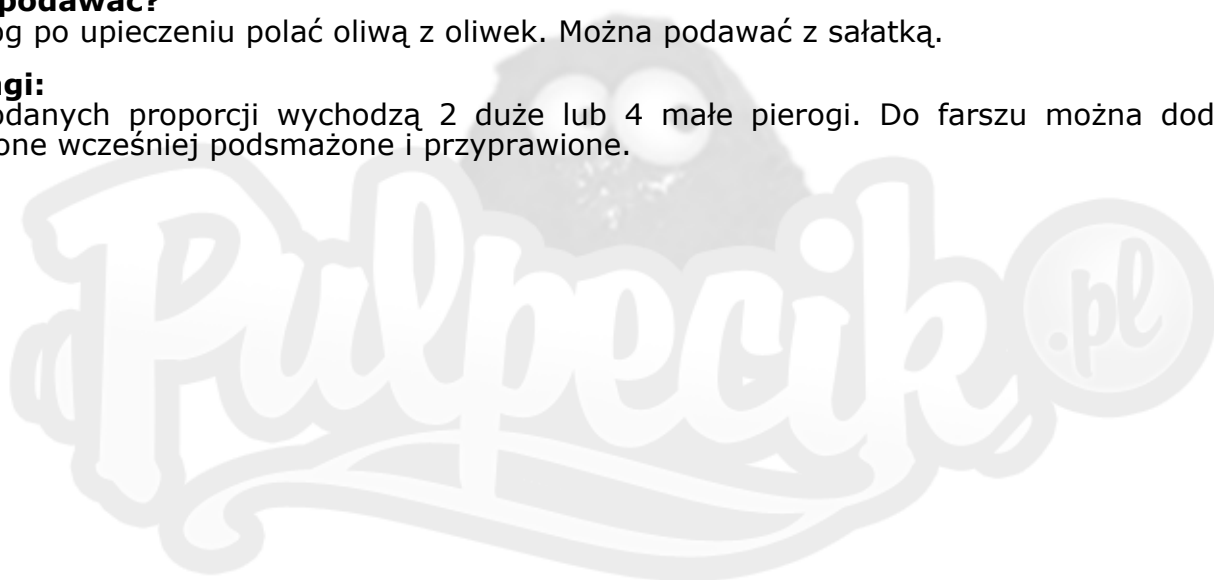 podawać?
óg po upieczeniu polać oliwą z oliwek. Można podawać z sałatką.
gi:
odanych proporcji wychodzą 2 duże lub 4 małe pierogi. Do farszu można dod
one wcześniej podsmażone i przyprawione.
Pulpecik.pl